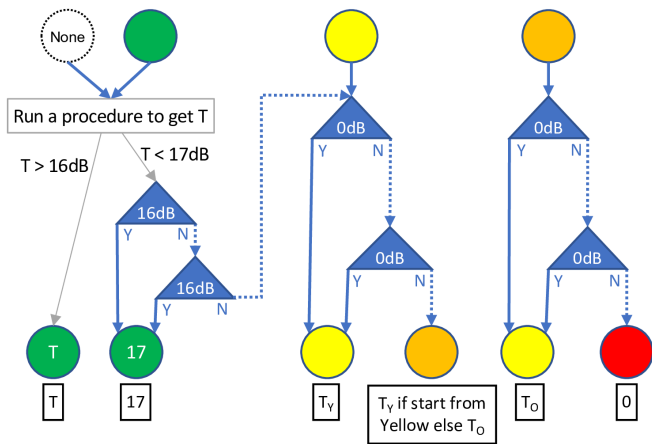 None
Run a procedure to get T
T > 16dB
T < 17dB
16dB
Y
N
16dB
Y
N
0dB
Y
N
0dB
Y
N
0dB
Y
N
0dB
Y
N
T
17
T
17
TY
TY if start from
Yellow else TO
TO
0